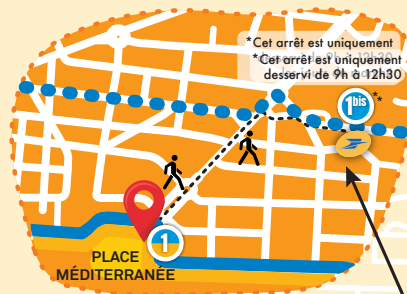 *Cet arrêt est uniquement
*Cet arrêt est uniquement
desservi de 9h à 12h30
1bis**
1
PLACE
MÉDITERRANÉE